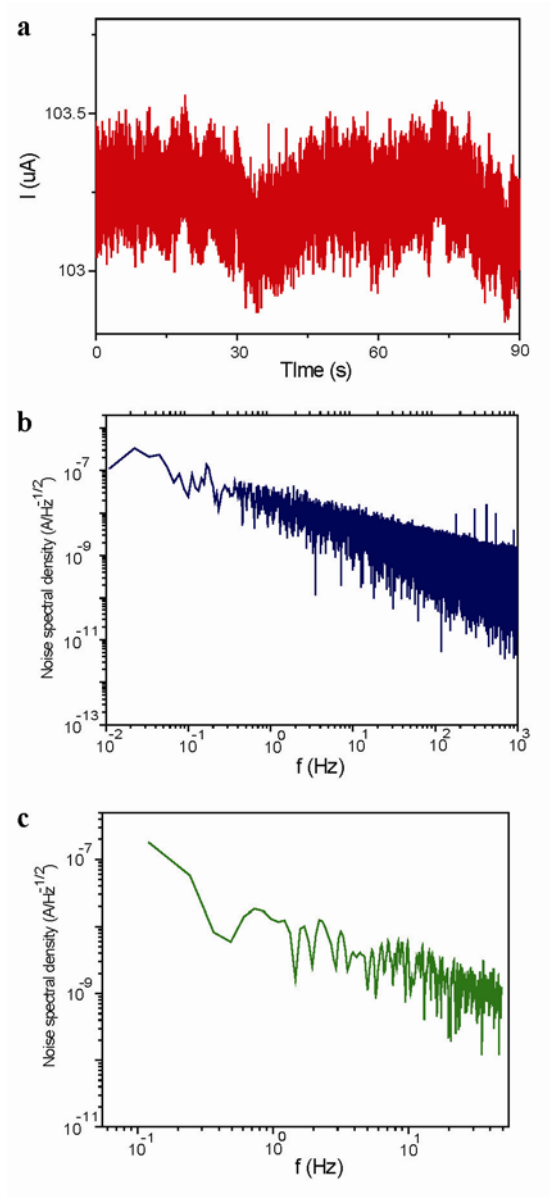 a
103.5
103
I (uA)
0
30
60
90
TIme (s)
b
10-7
10-9
10-11
10-13
Noise spectral density (A/Hz-1/2)
10-2
10-1
100
101
102
103
f (Hz)
c
10-7
10-9
10-11
Noise spectral density (A/Hz-1/2)
10-1
100
10
f (Hz)